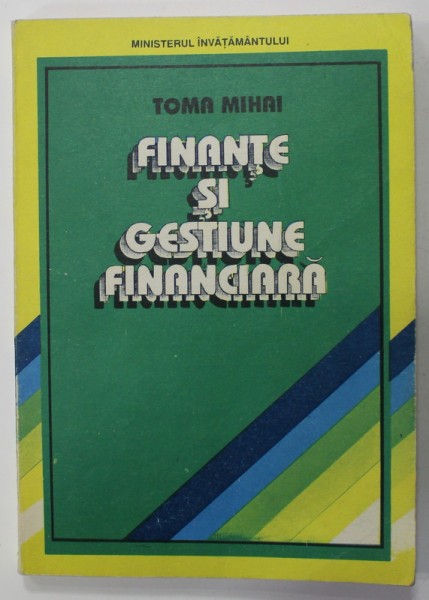 MINISTERUL ÎNVĂȚĂMÂNTULUI
TOMA MIHAI
FINANȚE
ȘI
GESTIUNE
FINANCIARĂ